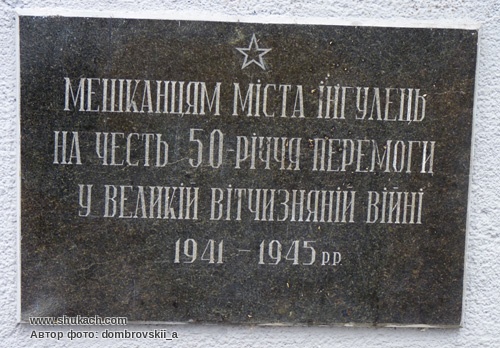 МЕШКАНЦЯМ МІСТА ІНГУЛЕЦЬ
НА ЧЕСТЬ 50-РІЧЧЯ ПЕРЕМОГИ
У ВЕЛИКІЙ ВІТЧИЗНЯНІЙ ВІЙНІ
1941 – 1945 р.р.
www.shukach.com
Автор фото: dombrovskii_a